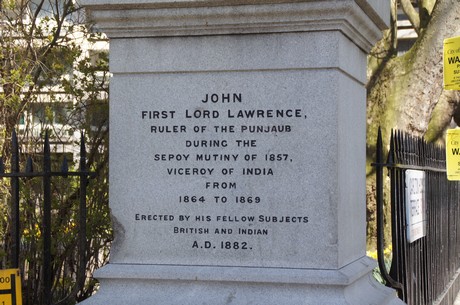 JOHN
FIRST LORD LAWRENCE,
RULER OF THE PUNJAUB
DURING THE
SEPOY MUTINY OF 1857,
VICEROY OF INDIA
FROM
1864 TO 1869
ERECTED BY HIS FELLOW SUBJECTS
BRITISH AND INDIAN
A.D. 1882.